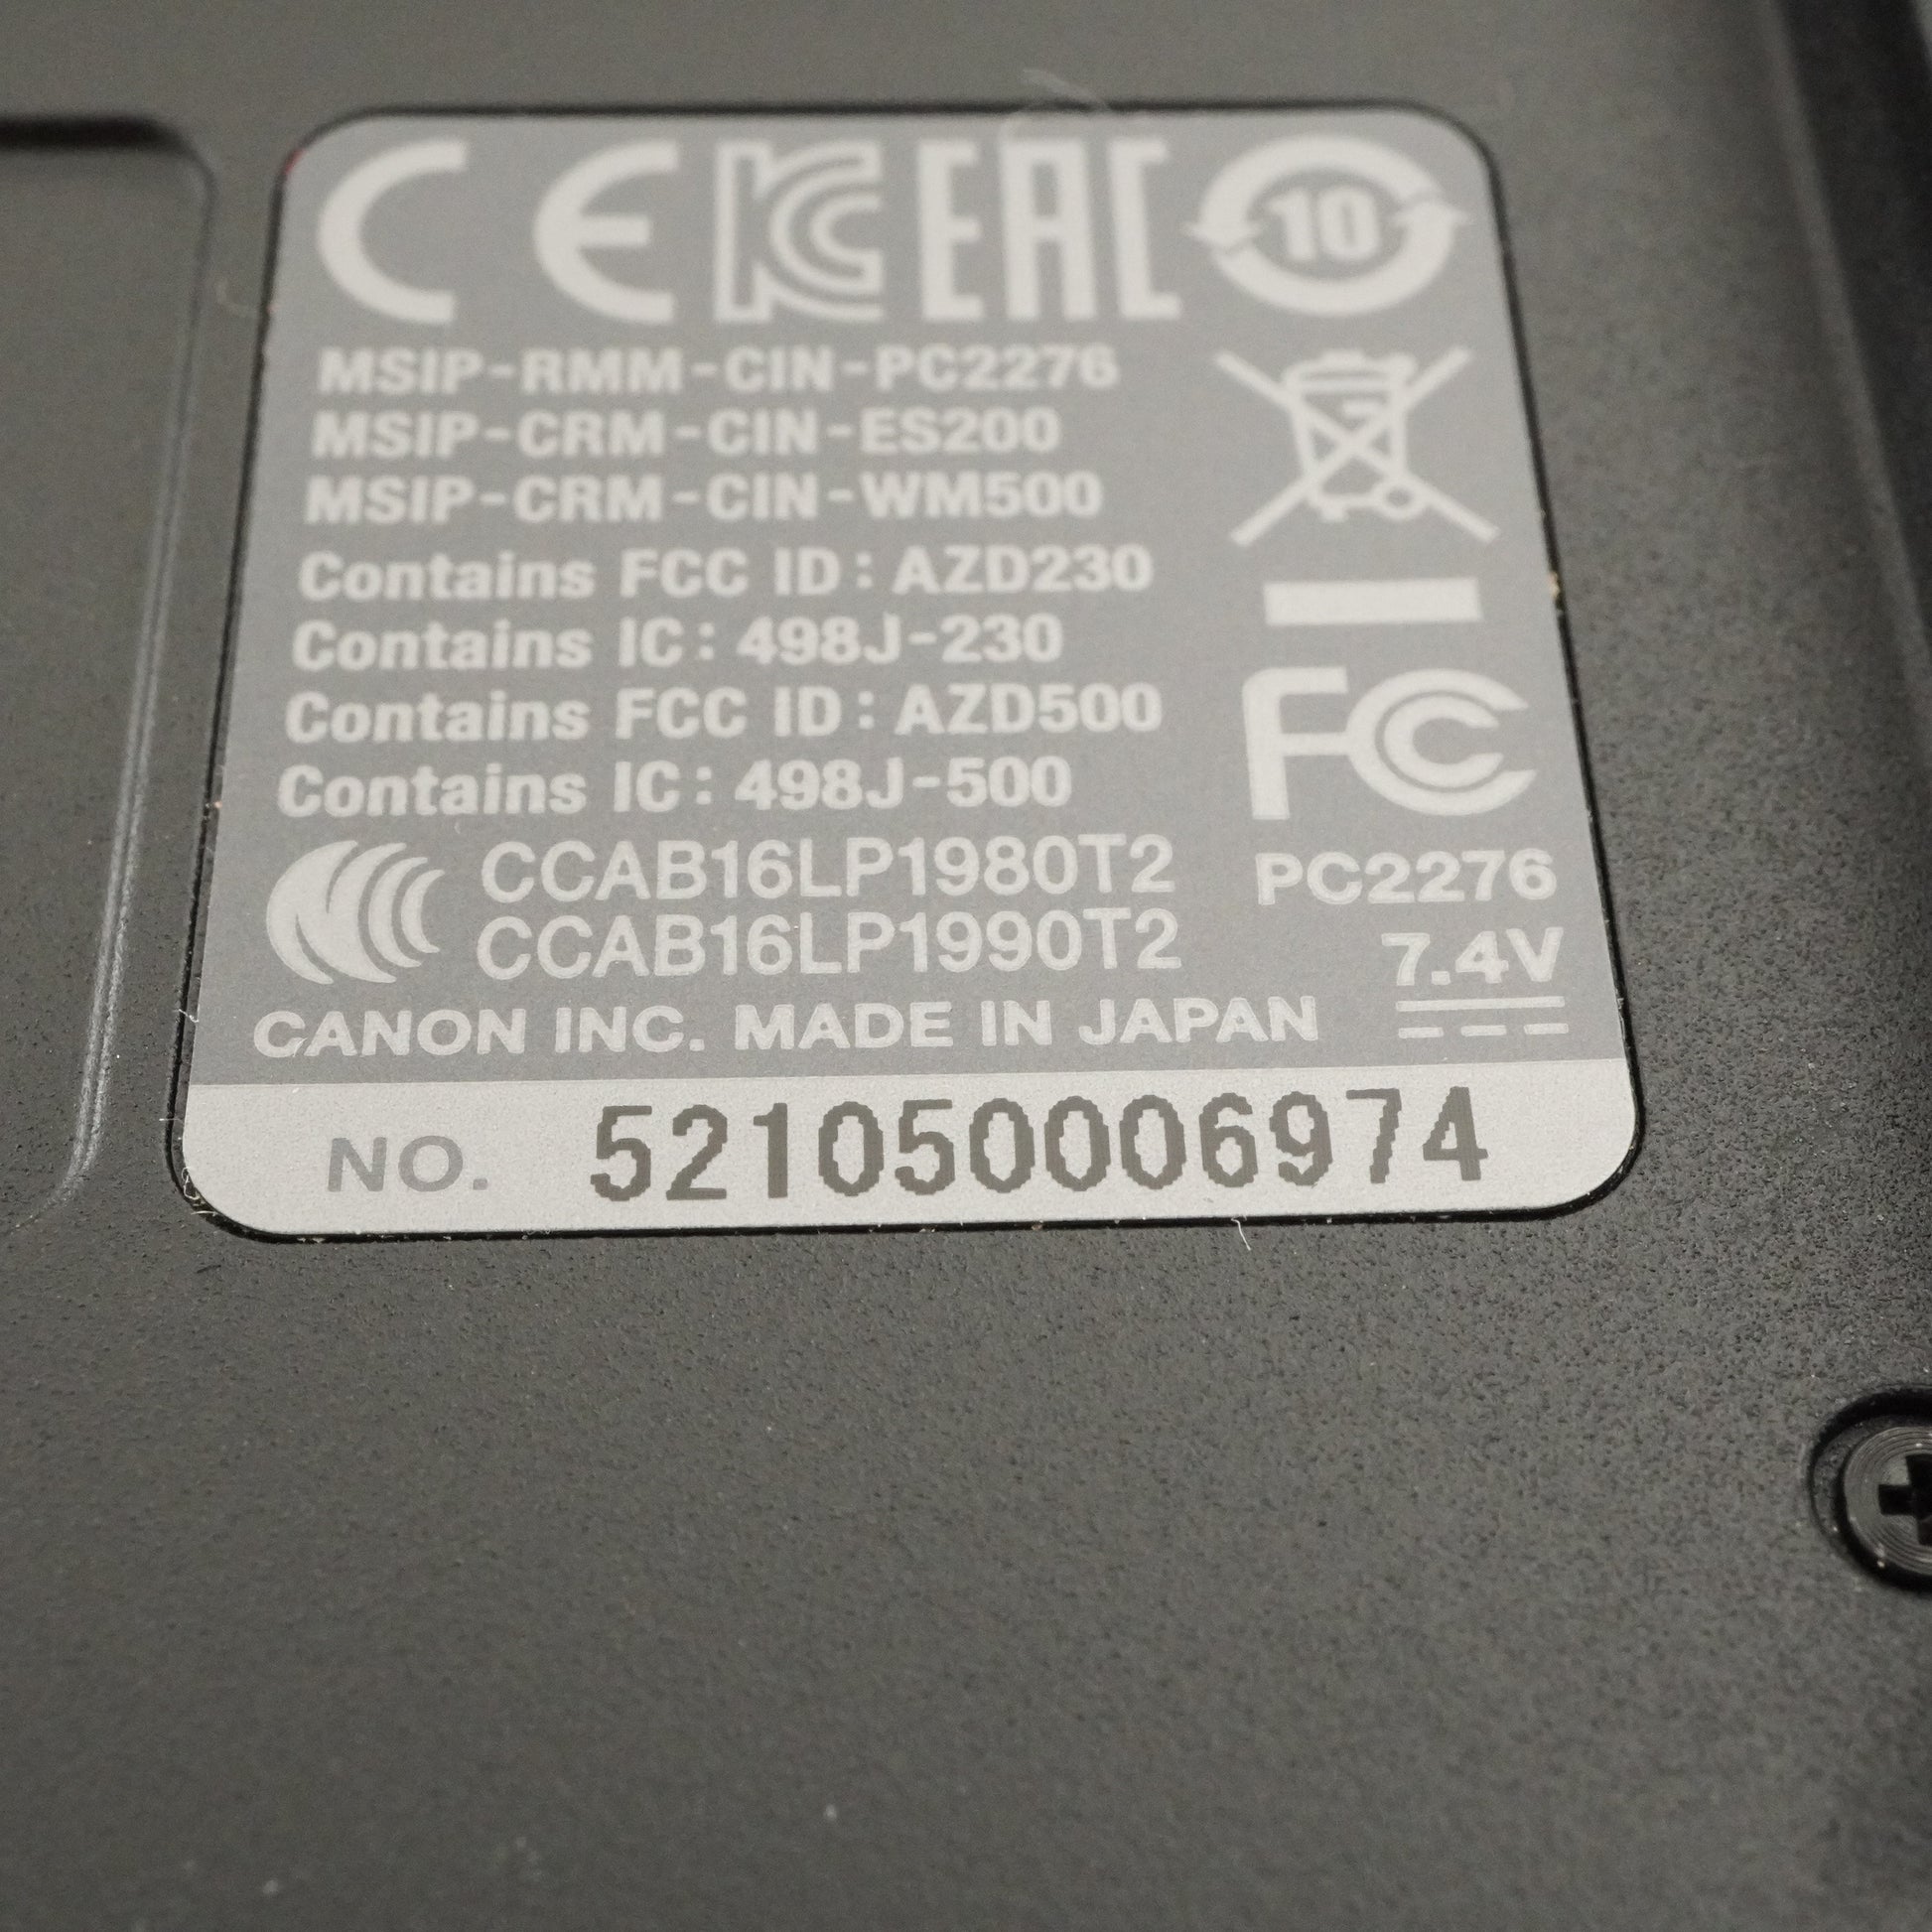 CE KC EAC 10
MSIP-RMM-CIN-PC2276
MSIP-CRM-CIN-ES200
MSIP-CRM-CIN-WM500
Contains FCC ID: AZD230
Contains IC: 498J-230
Contains FCC ID: AZD500
Contains IC: 498J-500
FC
CCAB16LP1980T2
CCAB16LP1990T2
PC2276
7.4V
CANON INC. MADE IN JAPAN
NO. 521050006974